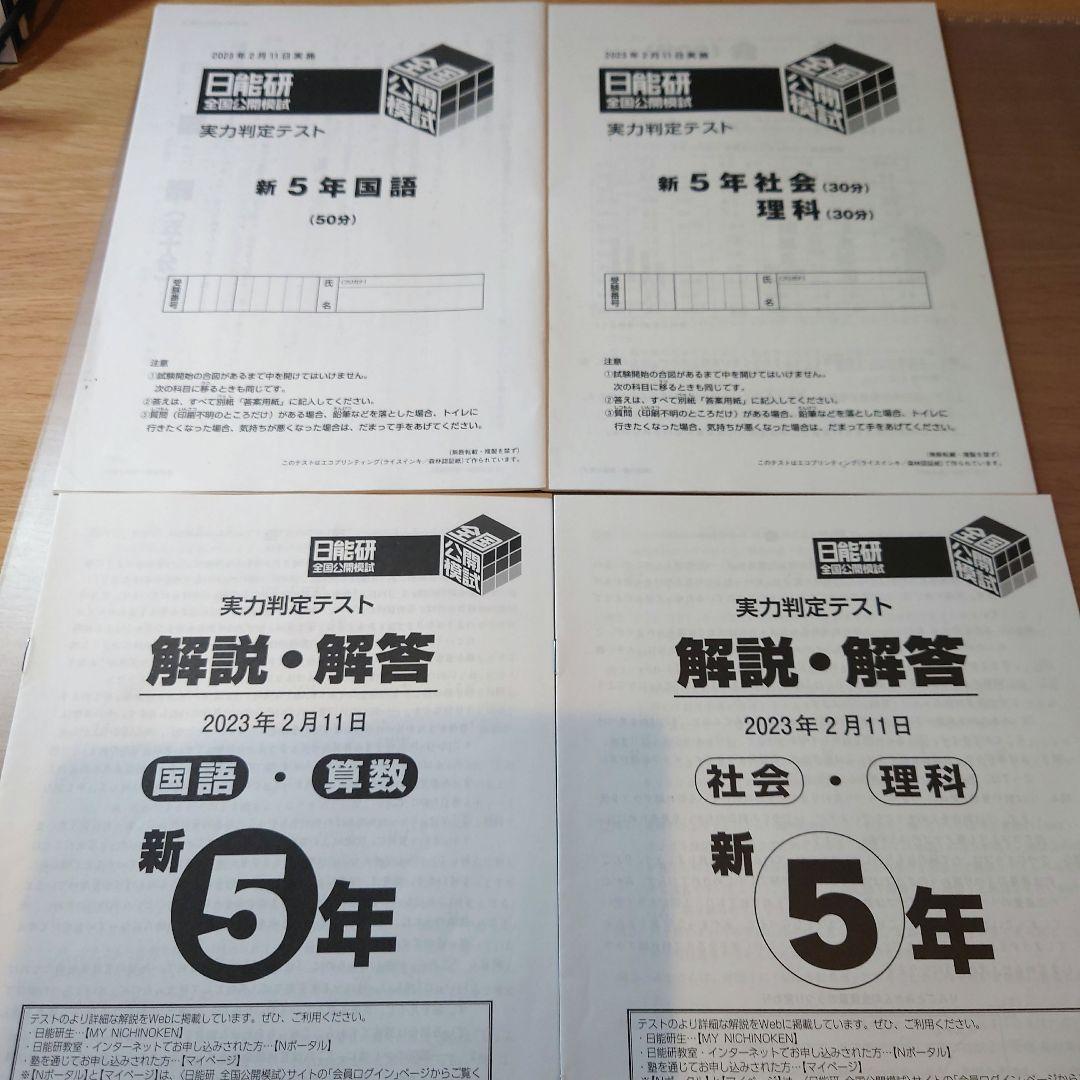 2023年2月11日実施
日能研
全国公開模試
全国
公開
模試
実力判定テスト
新5年国語
(50分)
受験番号
氏名
(フリガナ)
注意
①試験開始の合図があるまで中を開けてはいけません。
次の科目に移るときも同じです。
②答えは、すべて別紙「答案用紙」に記入してください。
③質問(印刷不明のところだけ)がある場合、鉛筆などを落とした場合、トイレに
行きたくなった場合、気持ちが悪くなった場合は、だまって手をあげてください。
(無断転載・複製を禁ず)
このテストはエコプリンティング(ライスインキ/森林認証紙)で作られています。
2023年2月11日実施
日能研
全国公開模試
全国
公開
模試
実力判定テスト
新5年社会(30分)
理科(30分)
受験番号
氏名
(フリガナ)
注意
①試験開始の合図があるまで中を開けてはいけません。
次の科目に移るときも同じです。
②答えは、すべて別紙「答案用紙」に記入してください。
③質問(印刷不明のところだけ)がある場合、鉛筆などを落とした場合、トイレに
行きたくなった場合、気持ちが悪くなった場合は、だまって手をあげてください。
(無断転載・複製を禁ず)
このテストはエコプリンティング(ライスインキ/森林認証紙)で作られています。
日能研
全国公開模試
全国
公開
模試
実力判定テスト
解説・解答
2023年2月11日
国語・算数
新5年
テストのより詳細な解説をWebに掲載しています。ぜひ、ご利用ください。
・日能研生…【MY NICHINOKEN】
・日能研教室・インターネットでお申し込みされた方…【Nポータル】
・塾を通じてお申し込みされた方…【マイページ】
※【Nポータル】と【マイページ】は、〈日能研 全国公開模試〉サイトの「会員ログイン」ページからご覧く
日能研
全国公開模試
全国
公開
模試
実力判定テスト
解説・解答
2023年2月11日
社会・理科
新5年
テストのより詳細な解説をWebに掲載しています。ぜひ、ご利用ください。
・日能研生…【MY NICHINOKEN】
・日能研教室・インターネットでお申し込みされた方…【Nポータル】
・塾を通じてお申し込みされた方…【マイページ】